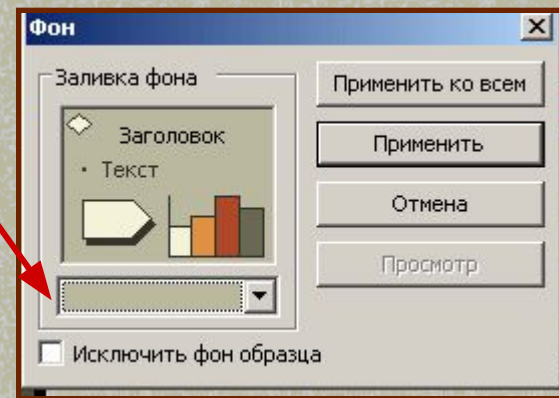 Фон
Заливка фона
Заголовок
• Текст
Применить ко всем
Применить
Отмена
Просмотр
Исключить фон образца